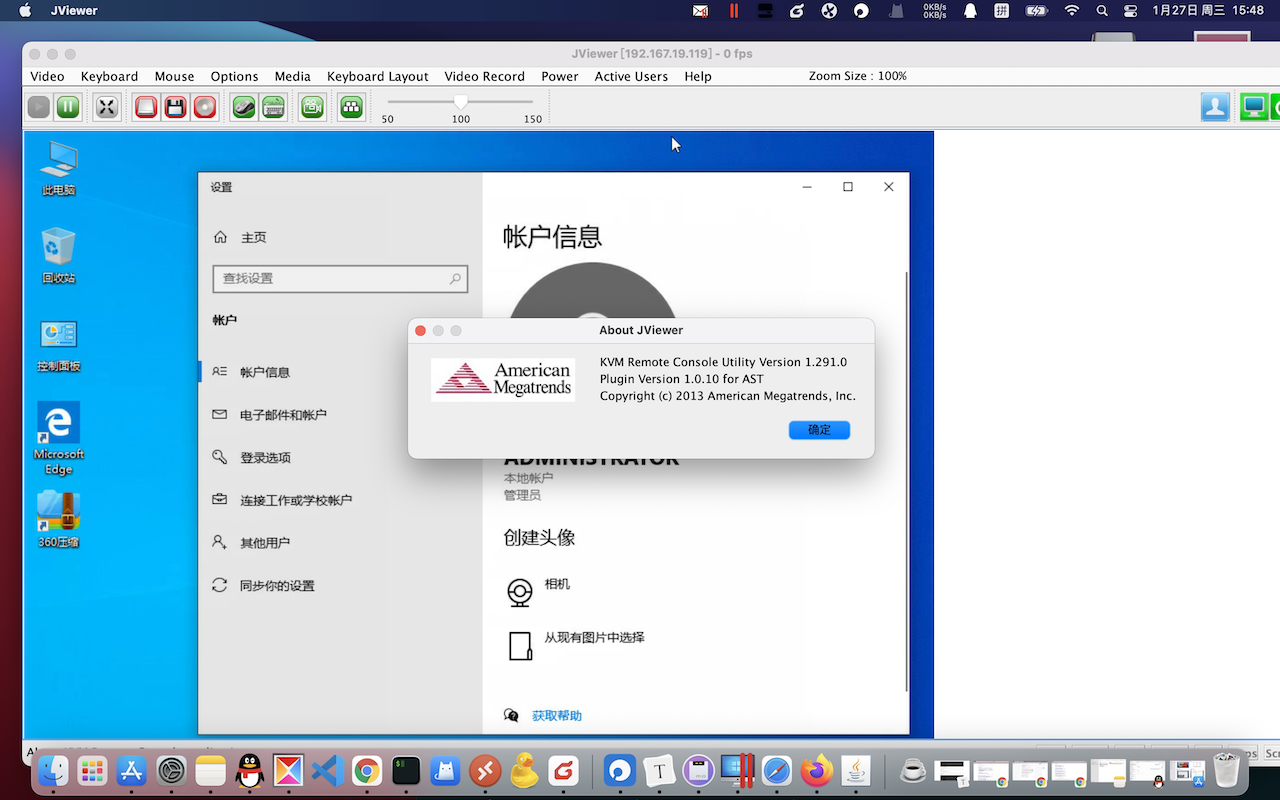 JViewer
0KB/s
0KB/s
拼
1月27日 周三 15:48
JViewer [192.167.19.119] - 0 fps
Video Keyboard Mouse Options Media Keyboard Layout Video Record Power Active Users Help Zoom Size : 100%
50 100 150
此电脑
回收站
控制面板
Microsoft
Edge
360压缩
设置
主页
查找设置
帐户
帐户信息
电子邮件和帐户
登录选项
连接工作或学校帐户
其他用户
同步你的设置
帐户信息
About JViewer
American
Megatrends
KVM Remote Console Utility Version 1.291.0
Plugin Version 1.0.10 for AST
Copyright (c) 2013 American Megatrends, Inc.
确定
ADMINISTRATOR
本地帐户
管理员
创建头像
相机
从现有图片中选择
获取帮助